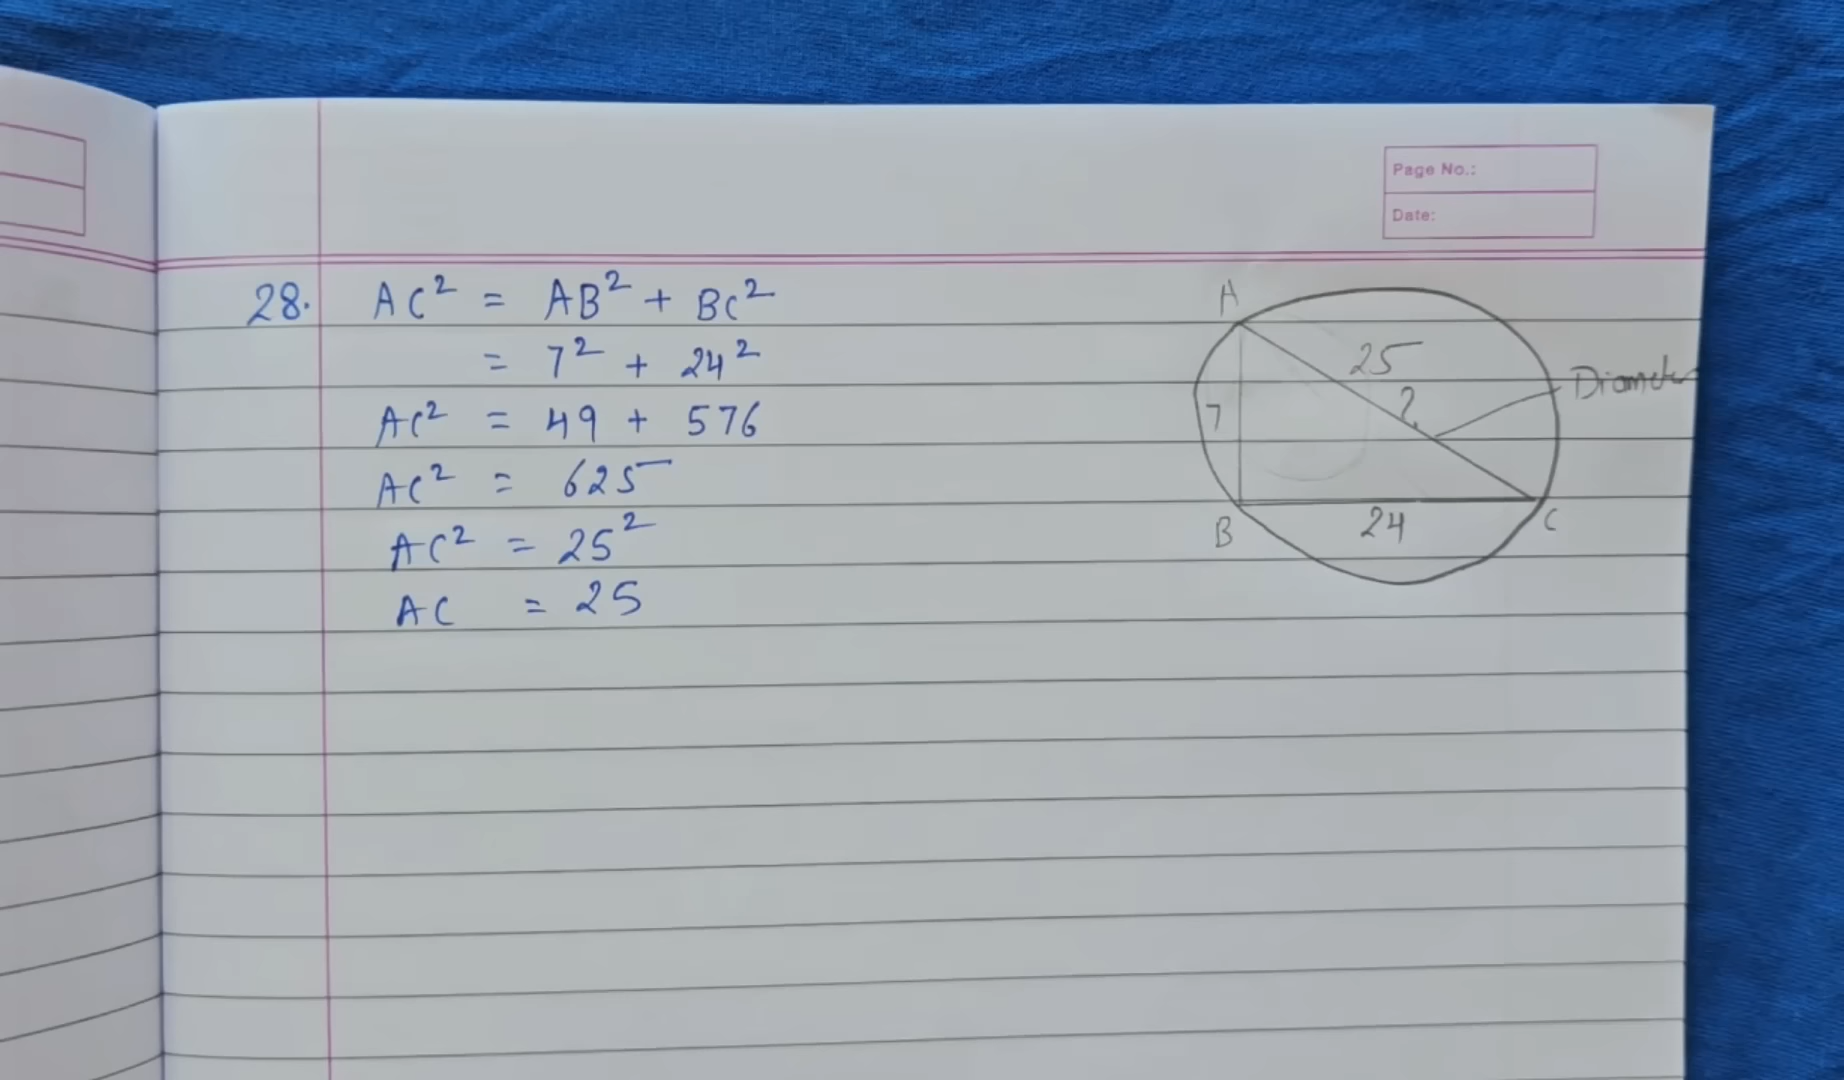 Page No.:
Date:
28. AC² = AB² + BC²
= 7² + 24²
AC² = 49 + 576
AC² = 625
AC² = 25²
AC = 25
A
25
?
Diameter
7
B
24
C